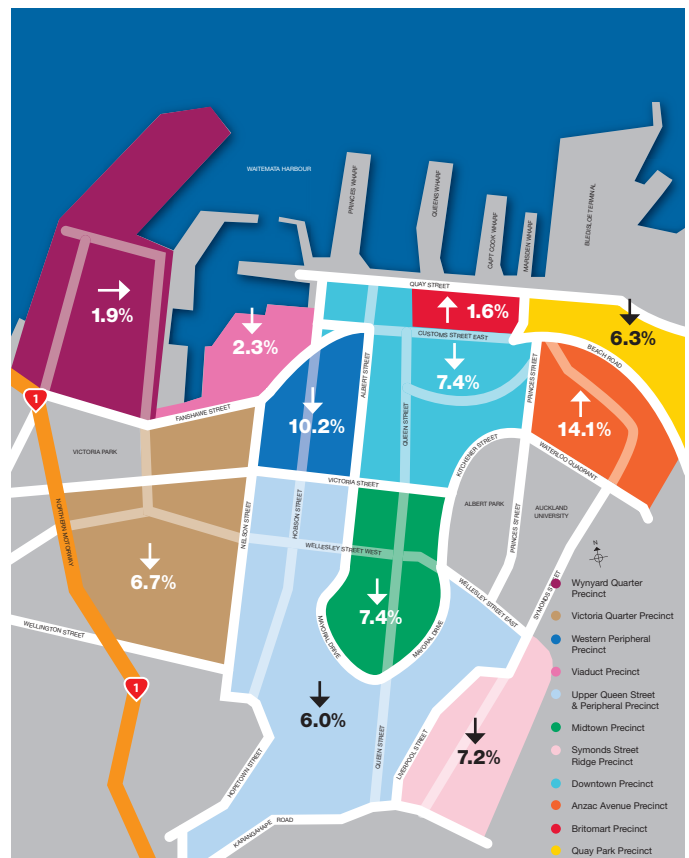 WAITEMATA HARBOUR
PRINCES WHARF
QUEENS WHARF
CAPT COOK WHARF
MARSDEN WHARF
BLEDISLOE TERMINAL
QUAY STREET
1.9%
2.3%
1.6%
6.3%
CUSTOMS STREET EAST
BEACH ROAD
7.4%
ALBERT STREET
PRINCES STREET
1
FANSHAWE STREET
10.2%
QUEEN STREET
14.1%
VICTORIA PARK
KITCHENER STREET
WATERLOO QUADRANT
VICTORIA STREET
ALBERT PARK
AUCKLAND
UNIVERSITY
NORTHERN MOTORWAY
NELSON STREET
HOBSON STREET
PRINCES STREET
WELLESLEY STREET WEST
N
6.7%
7.4%
WELLESLEY STREET EAST
SYMONDS STREET
WELLINGTON STREET
MAYORAL DRIVE
MAYORAL DRIVE
1
6.0%
7.2%
HOPETOWN STREET
QUEEN STREET
LIVERPOOL STREET
KARANGAHAPE ROAD
Wynyard Quarter
Precinct
Victoria Quarter Precinct
Western Peripheral
Precinct
Viaduct Precinct
Upper Queen Street
& Peripheral Precinct
Midtown Precinct
Symonds Street
Ridge Precinct
Downtown Precinct
Anzac Avenue Precinct
Britomart Precinct
Quay Park Precinct